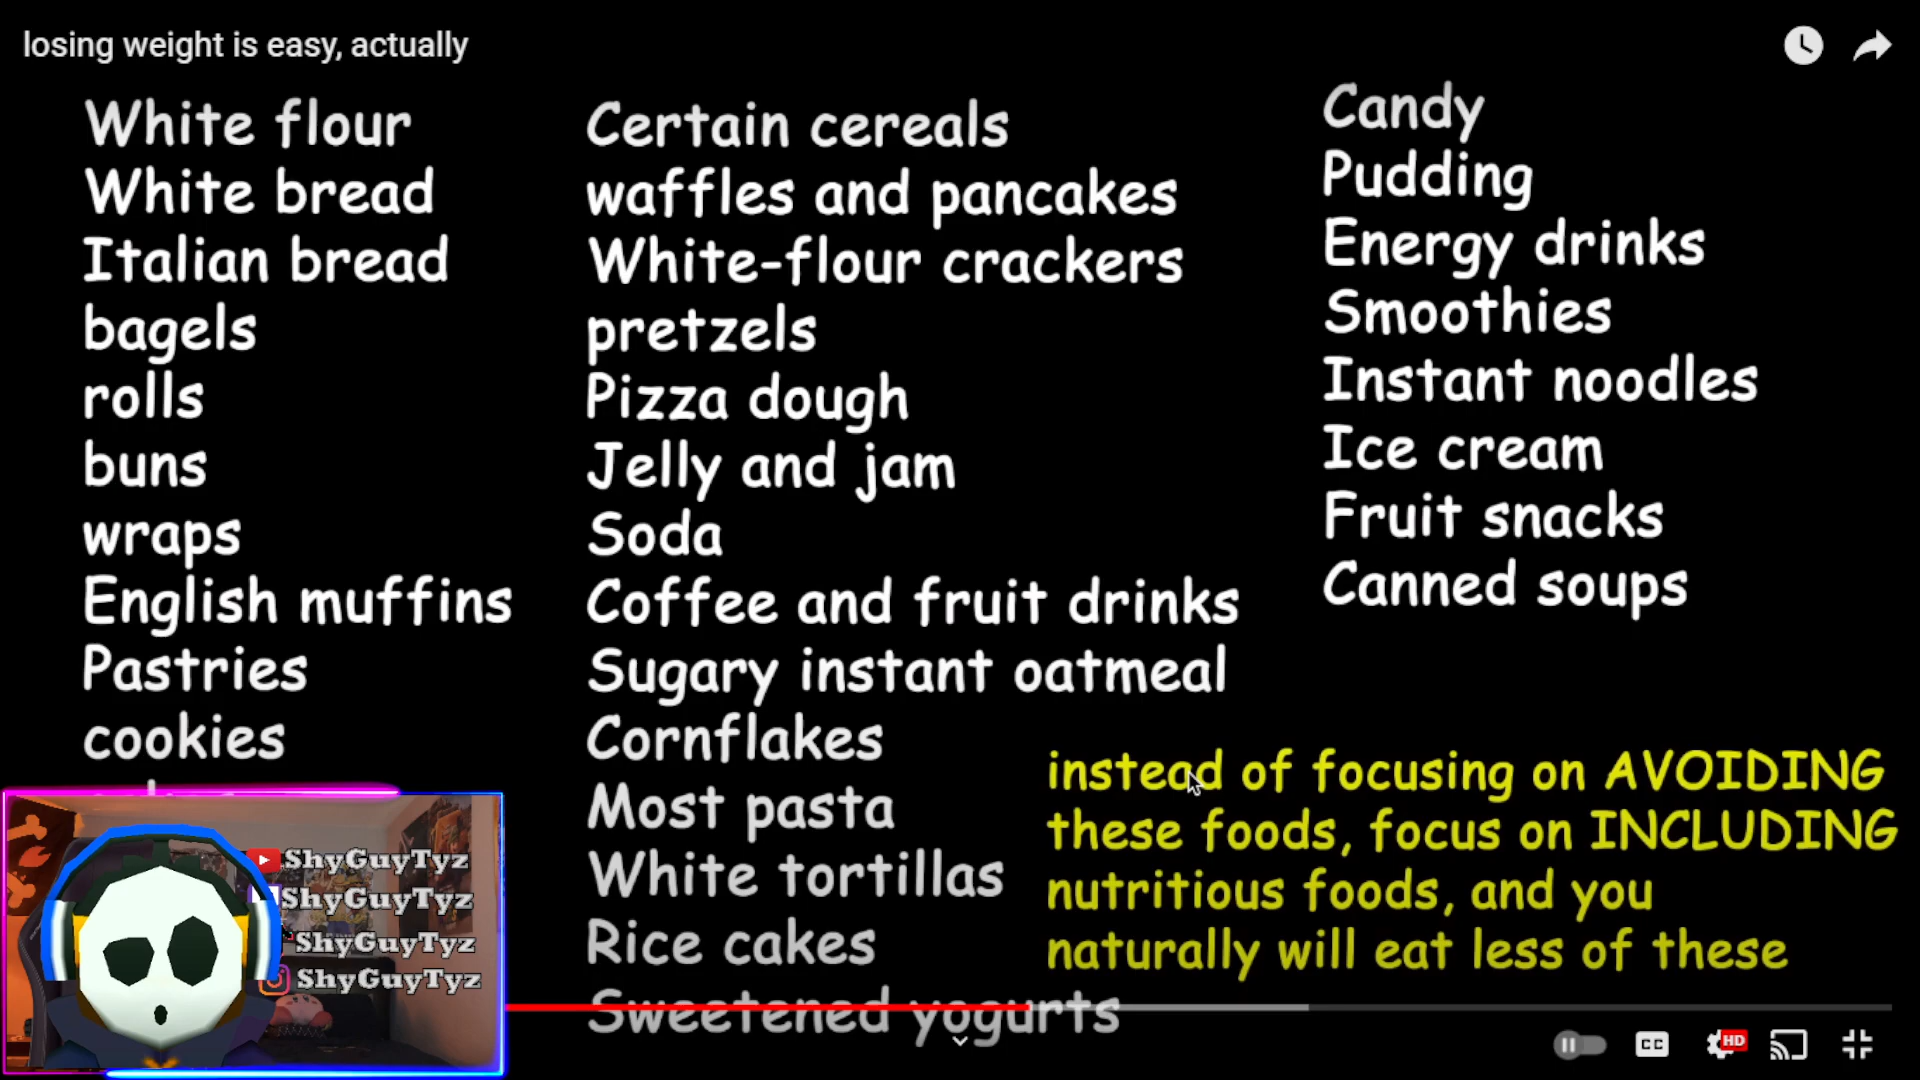 losing weight is easy, actually
White flour
White bread
Italian bread
bagels
rolls
buns
wraps
English muffins
Pastries
cookies
Certain cereals
waffles and pancakes
White-flour crackers
pretzels
Pizza dough
Jelly and jam
Soda
Coffee and fruit drinks
Sugary instant oatmeal
Cornflakes
Most pasta
White tortillas
Rice cakes
Sweetened yogurts
Candy
Pudding
Energy drinks
Smoothies
Instant noodles
Ice cream
Fruit snacks
Canned soups
instead of focusing on AVOIDING
these foods, focus on INCLUDING
nutritious foods, and you
naturally will eat less of these
ShyGuyTyz
ShyGuyTyz
ShyGuyTyz
ShyGuyTyz
CC
HD